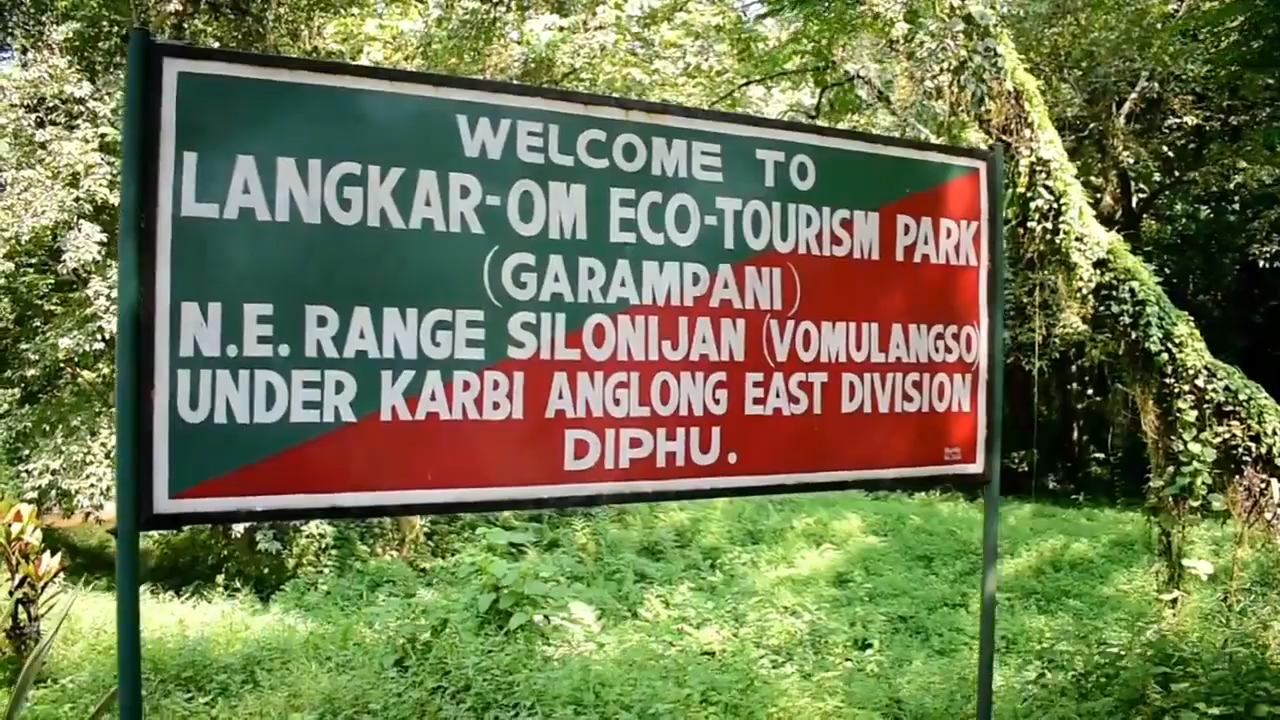 WELCOME TO
LANGKAR-OM ECO-TOURISM PARK
(GARAMPANI)
N.E. RANGE SILONIJAN (VOMULANGSO)
UNDER KARBI ANGLONG EAST DIVISION
DIPHU.